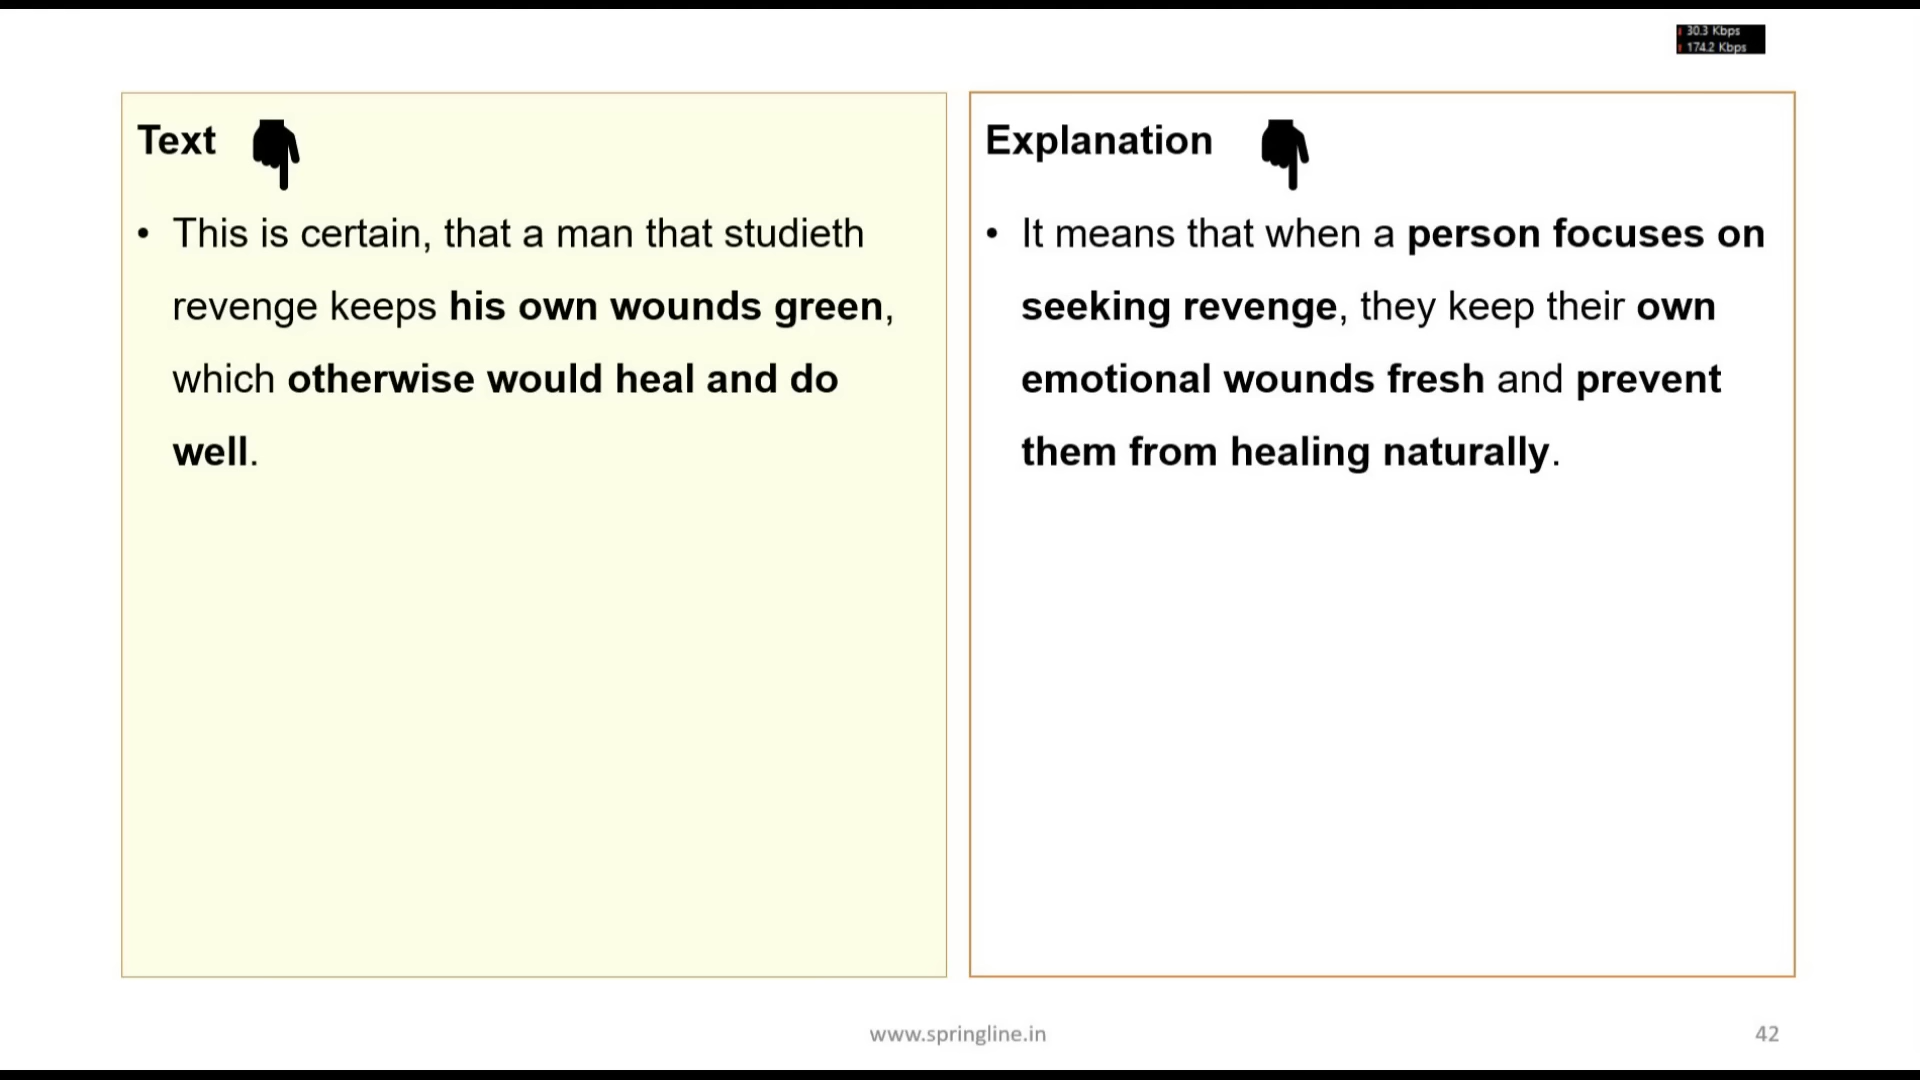 30.3 Kbps
174.2 Kbps
Text
• This is certain, that a man that studieth
revenge keeps his own wounds green,
which otherwise would heal and do
well.
Explanation
• It means that when a person focuses on
seeking revenge, they keep their own
emotional wounds fresh and prevent
them from healing naturally.
www.springline.in
42